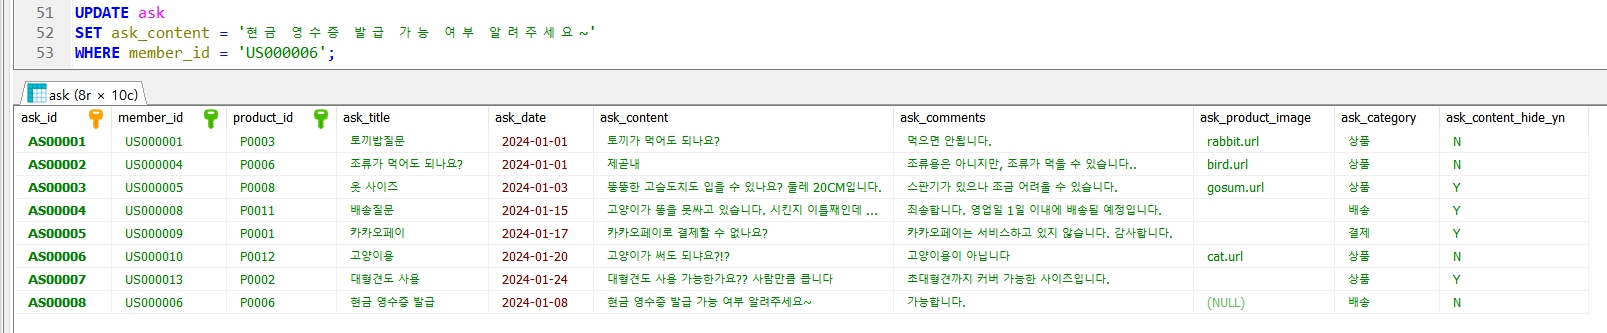 51 UPDATE ask
52 SET ask_content = '현금 영수증 발급 가능 여부 알려주세요~'
53 WHERE member_id = 'US000006';
ask (8r × 10c)
ask_id member_id product_id ask_title ask_date ask_content ask_comments ask_product_image ask_category ask_content_hide_yn
AS00001 US000001 P0003 토끼밥질문 2024-01-01 토끼가 먹어도 되나요? 먹으면 안됩니다. rabbit.url 상품 N
AS00002 US000004 P0006 조류가 먹어도 되나요? 2024-01-01 제곧내 조류용은 아니지만, 조류가 먹을 수 있습니다.. bird.url 상품 N
AS00003 US000005 P0008 옷 사이즈 2024-01-03 뚱뚱한 고슴도치도 입을 수 있나요? 둘레 20CM입니다. 스판기가 있으나 조금 어려울 수 있습니다. gosum.url 상품 Y
AS00004 US000008 P0011 배송질문 2024-01-15 고양이가 똥을 못싸고 있습니다. 시킨지 이틀째인데 ... 죄송합니다. 영업일 1일 이내에 배송될 예정입니다. 배송 Y
AS00005 US000009 P0001 카카오페이 2024-01-17 카카오페이로 결제할 수 없나요? 카카오페이는 서비스하고 있지 않습니다. 감사합니다. 결제 Y
AS00006 US000010 P0012 고양이용 2024-01-20 고양이가 써도 되냐요?!? 고양이용이 아닙니다 cat.url 상품 N
AS00007 US000013 P0002 대형견도 사용 2024-01-24 대형견도 사용 가능한가요?? 사람만큼 큽니다 초대형견까지 커버 가능한 사이즈입니다. 상품 Y
AS00008 US000006 P0006 현금 영수증 발급 2024-01-08 현금 영수증 발급 가능 여부 알려주세요~ 가능합니다. (NULL) 배송 N